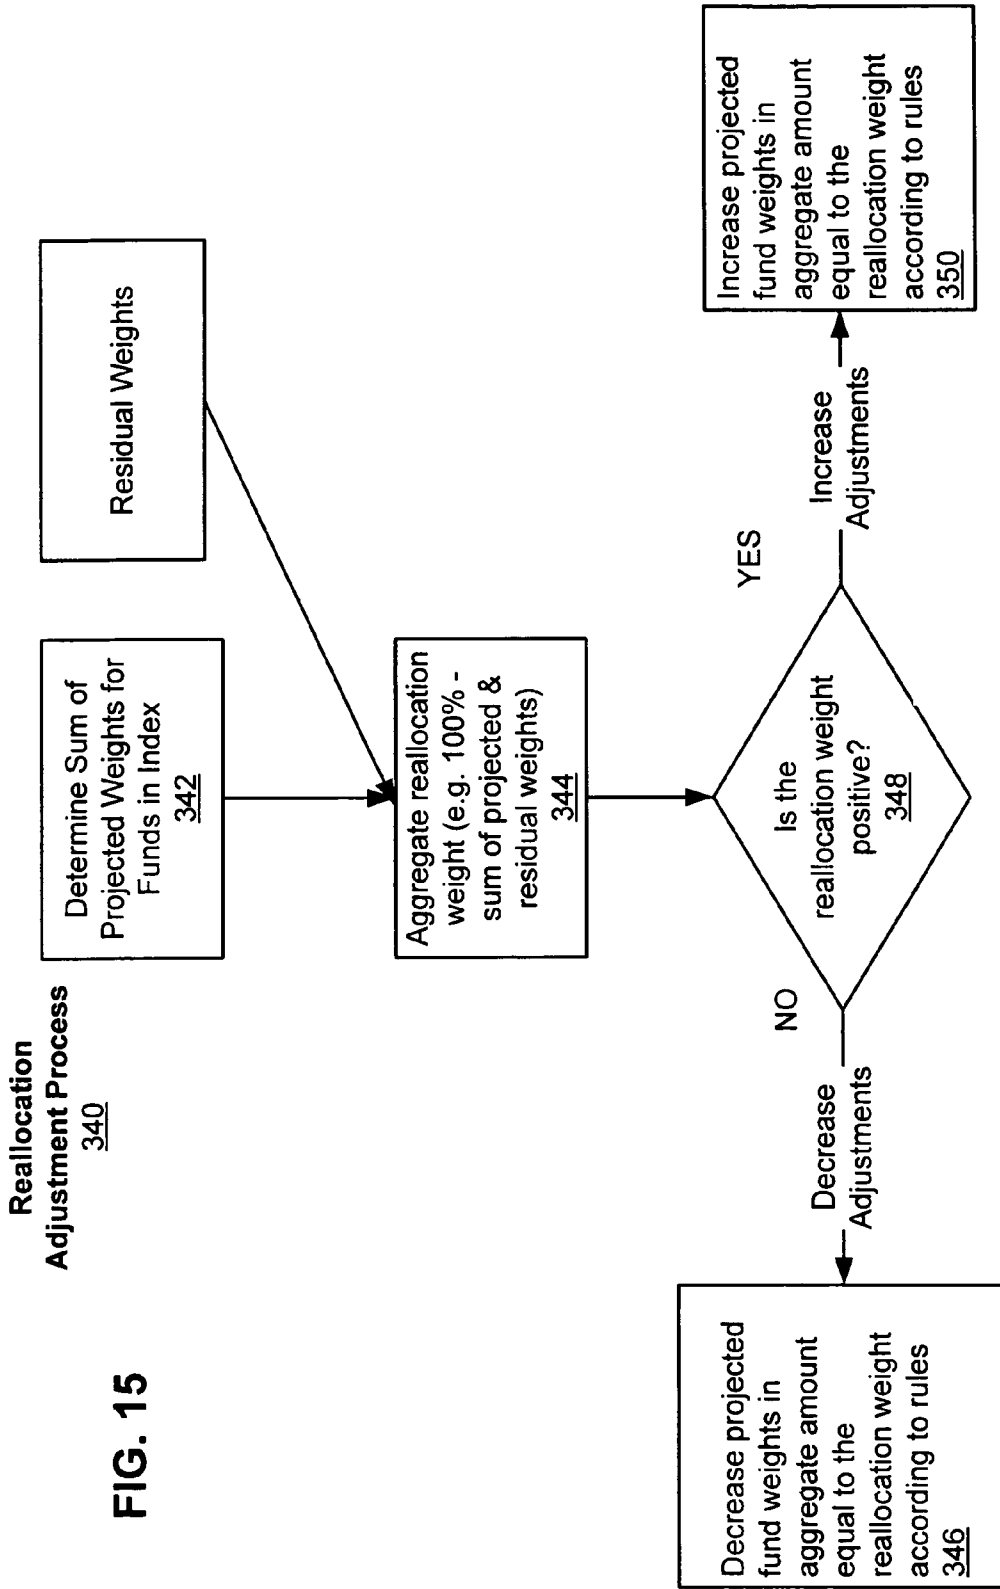 FIG. 15
Reallocation
Adjustment Process
340
Determine Sum of
Projected Weights for
Funds in Index
342
Residual Weights
Aggregate reallocation
weight (e.g. 100% -
sum of projected &
residual weights)
344
Is the
reallocation weight
positive?
348
NO
YES
Decrease
Adjustments
Increase
Adjustments
Decrease projected
fund weights in
aggregate amount
equal to the
reallocation weight
according to rules
346
Increase projected
fund weights in
aggregate amount
equal to the
reallocation weight
according to rules
350